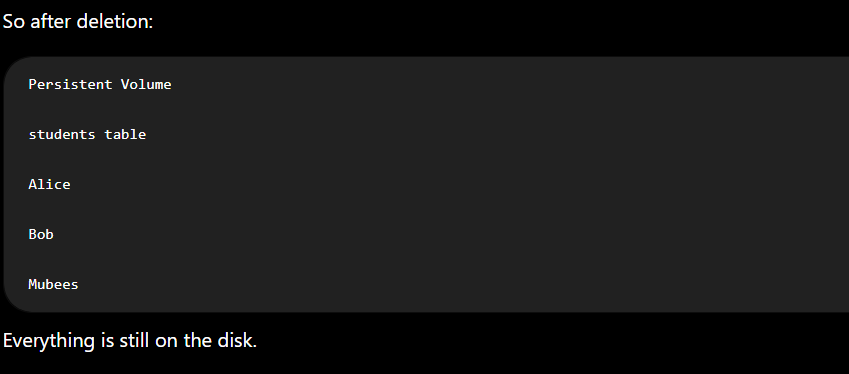 So after deletion:
Persistent Volume
students table
Alice
Bob
Mubees
Everything is still on the disk.